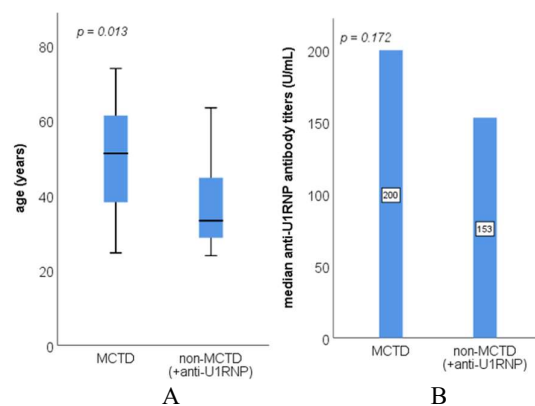 p = 0.013
age (years)
80
60
40
20
0
MCTD
non-MCTD
(+anti-U1RNP)
A
p = 0.172
median anti-U1RNP antibody titers (U/mL)
200
150
100
50
0
200
153
MCTD
non-MCTD
(+anti-U1RNP)
B